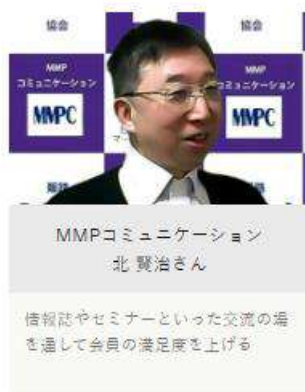 協会
協会
MMP
コミュニケーション
MMPC
MMP
コミュニケーション
MMPC
MMPコミュニケーション
北 賢治さん
情報誌やセミナーといった交流の場
を通して会員の満足度を上げる